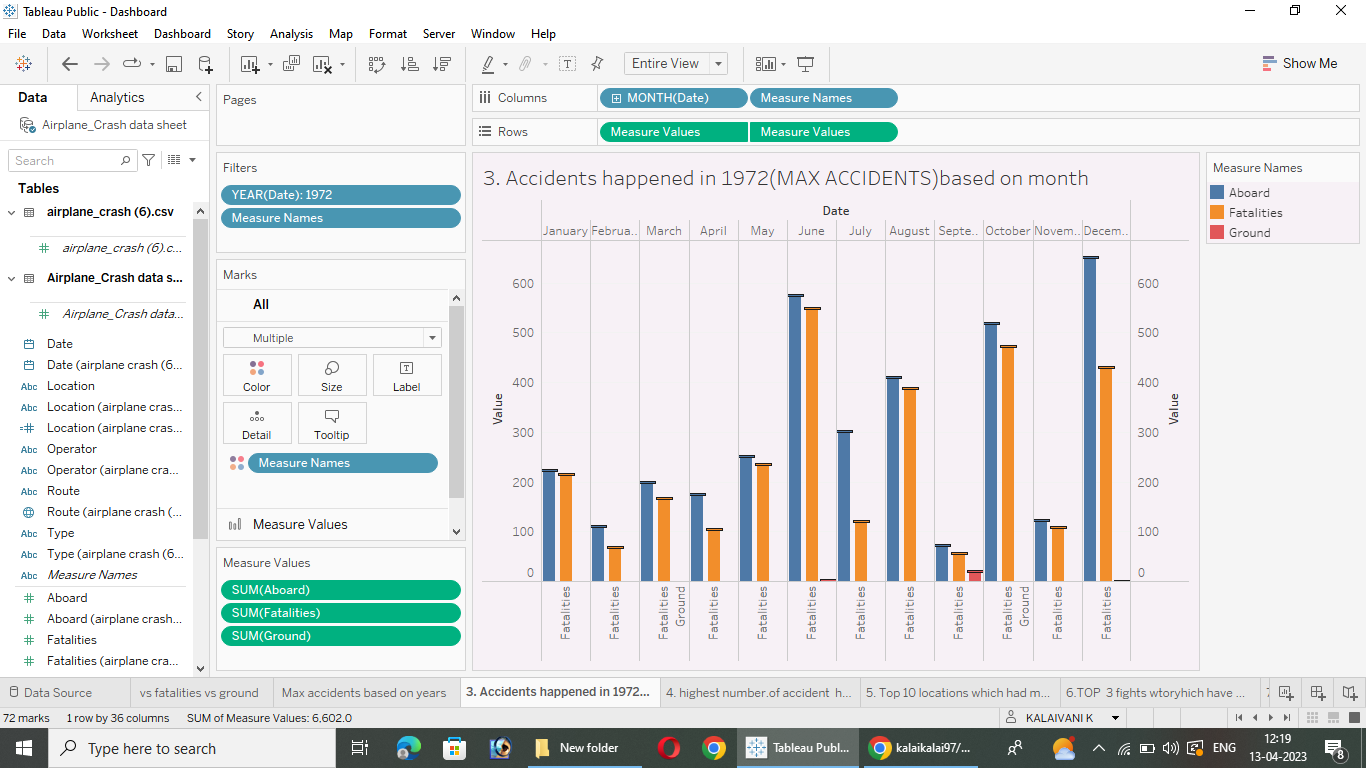 Tableau Public - Dashboard
File Data Worksheet Dashboard Story Analysis Map Format Server Window Help
Entire View
Show Me
Data Analytics
Airplane_Crash data sheet
Search
Tables
airplane_crash (6).csv
airplane_crash (6).c...
Airplane_Crash data s...
Airplane_Crash data...
Date
Date (airplane crash (6...
Location
Location (airplane cras...
Location (airplane cras...
Operator
Operator (airplane cra...
Route
Route (airplane crash (...
Type
Type (airplane crash (6...
Measure Names
Aboard
Aboard (airplane crash...
Fatalities
Fatalities (airplane cra...
Pages
Filters
YEAR(Date): 1972
Measure Names
Marks
All
Multiple
Color Size Label
Detail Tooltip
Measure Names
Measure Values
Measure Values
SUM(Aboard)
SUM(Fatalities)
SUM(Ground)
Columns MONTH(Date) Measure Names
Rows Measure Values Measure Values
3. Accidents happened in 1972(MAX ACCIDENTS)based on month
Date
January Februa.. March April May June July August Septe.. October Novem.. Decem..
600 600
500 500
400 400
300 300
200 200
100 100
0 0
Value Value
Fatalities Fatalities Fatalities Ground Fatalities Fatalities Fatalities Fatalities Fatalities Fatalities Fatalities Ground Fatalities Fatalities
Measure Names
Aboard
Fatalities
Ground
Data Source vs fatalities vs ground Max accidents based on years 3. Accidents happened in 1972... 4. highest number.of accident h... 5. Top 10 locations which had m... 6.TOP 3 fights wtoryhich have ... 7
72 marks 1 row by 36 columns SUM of Measure Values: 6,602.0 KALAIVANI K
Type here to search New folder Tableau Publ... kalaikalai97/... ENG 12:19
13-04-2023 8